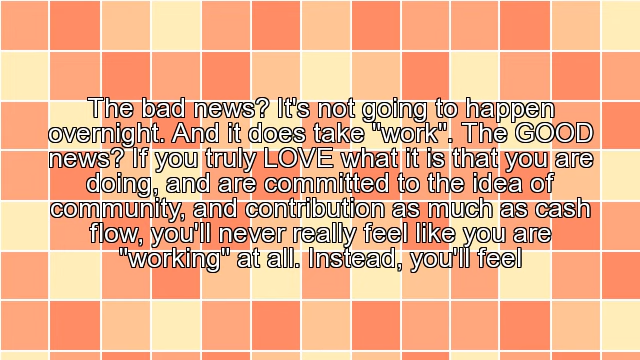 The bad news? It's not going to happen
overnight. And it does take "work". The GOOD
news? If you truly LOVE what it is that you are
doing, and are committed to the idea of
community, and contribution as much as cash
flow, you'll never really feel like you are
"working" at all. Instead, you'll feel